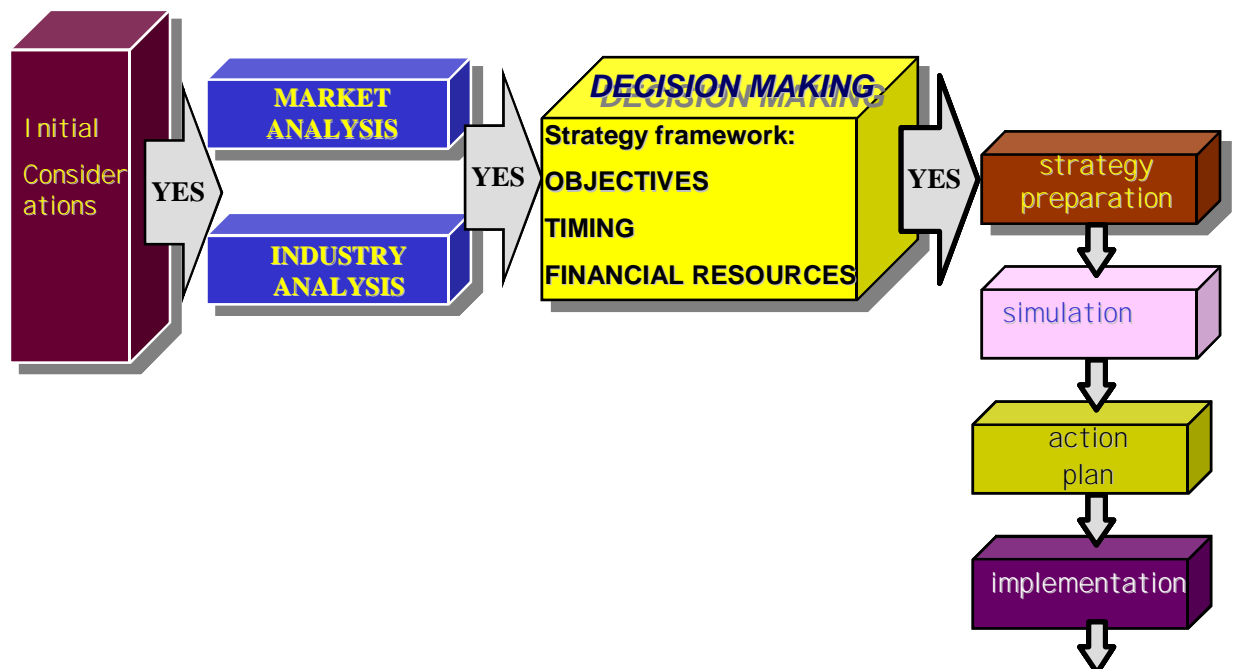 Initial
Consider
ations
YES
MARKET
ANALYSIS
INDUSTRY
ANALYSIS
YES
DECISION MAKING
Strategy framework:
OBJECTIVES
TIMING
FINANCIAL RESOURCES
YES
strategy
preparation
simulation
action
plan
implementation